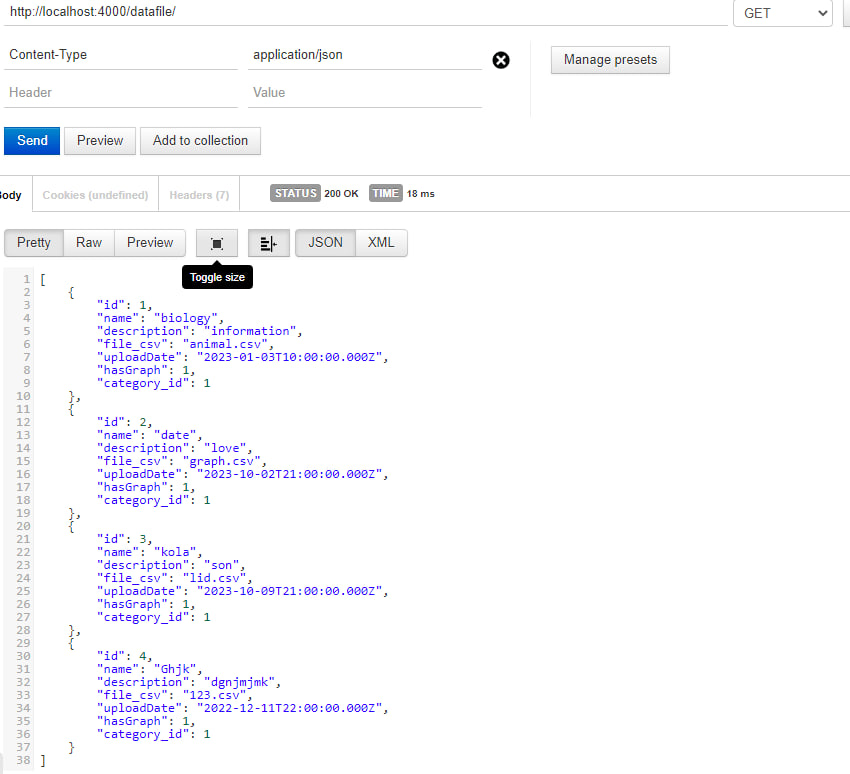 http://localhost:4000/datafile/ GET
Content-Type application/json Manage presets
Header Value
Send Preview Add to collection
Body Cookies (undefined) Headers (7) STATUS 200 OK TIME 18 ms
Pretty Raw Preview JSON XML
Toggle size
1 [
2 {
3 "id": 1,
4 "name": "biology",
5 "description": "information",
6 "file_csv": "animal.csv",
7 "uploadDate": "2023-01-03T10:00:00.000Z",
8 "hasGraph": 1,
9 "category_id": 1
10 },
11 {
12 "id": 2,
13 "name": "date",
14 "description": "love",
15 "file_csv": "graph.csv",
16 "uploadDate": "2023-10-02T21:00:00.000Z",
17 "hasGraph": 1,
18 "category_id": 1
19 },
20 {
21 "id": 3,
22 "name": "kola",
23 "description": "son",
24 "file_csv": "lid.csv",
25 "uploadDate": "2023-10-09T21:00:00.000Z",
26 "hasGraph": 1,
27 "category_id": 1
28 },
29 {
30 "id": 4,
31 "name": "Ghjk",
32 "description": "dgnjmjmk",
33 "file_csv": "123.csv",
34 "uploadDate": "2022-12-11T22:00:00.000Z",
35 "hasGraph": 1,
36 "category_id": 1
37 }
38 ]